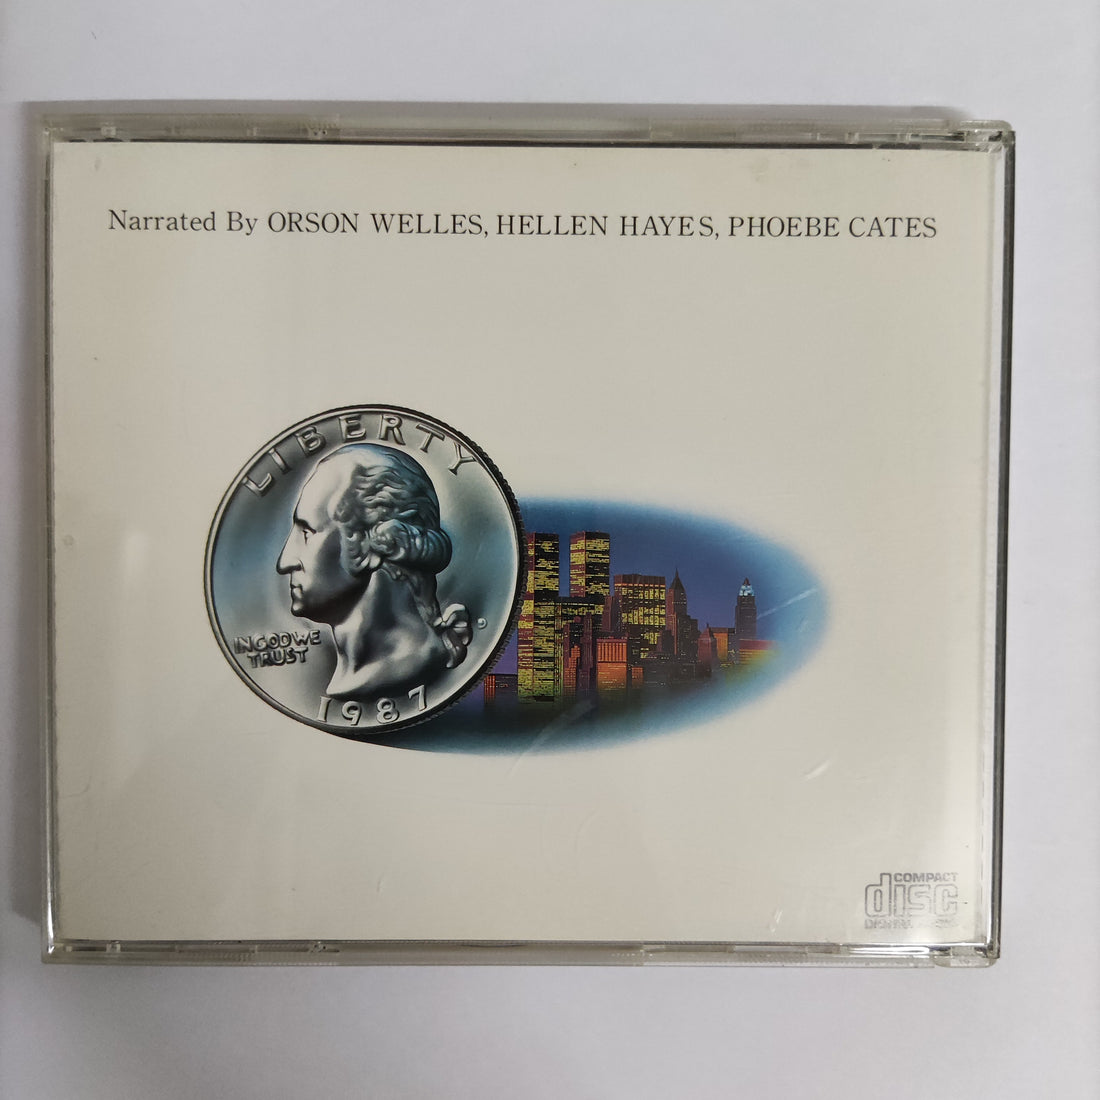 Narrated By ORSON WELLES, HELLEN HAYES, PHOEBE CATES
LIBERTY
IN GOD WE
TRUST
1987
COMPACT
disc